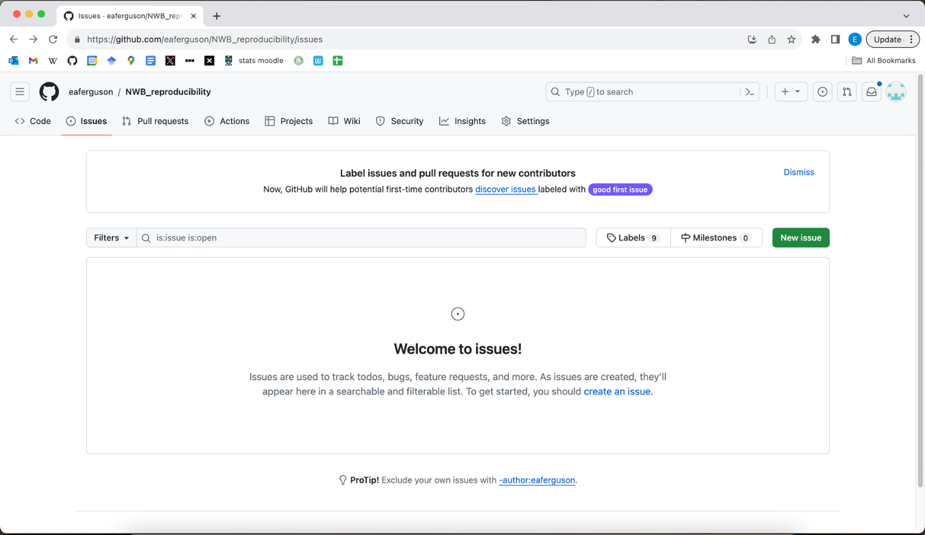 Issues · eaferguson/NWB_rep
https://github.com/eaferguson/NWB_reproducibility/issues
E
Update
stats moodle
All Bookmarks
eaferguson / NWB_reproducibility
Type / to search
Code
Issues
Pull requests
Actions
Projects
Wiki
Security
Insights
Settings
Label issues and pull requests for new contributors
Dismiss
Now, GitHub will help potential first-time contributors discover issues labeled with good first issue
Filters
is:issue is:open
Labels 9
Milestones 0
New issue
Welcome to issues!
Issues are used to track todos, bugs, feature requests, and more. As issues are created, they'll
appear here in a searchable and filterable list. To get started, you should create an issue.
ProTip! Exclude your own issues with -author:eaferguson.